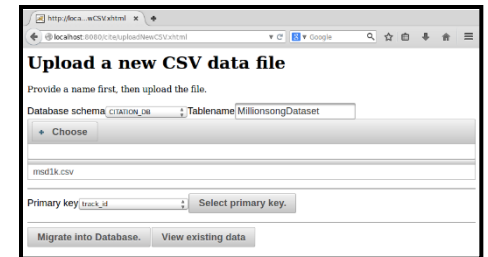 http://loca...wCSV.xhtml
localhost:8080/cite/uploadNewCSV.xhtml
Google
Upload a new CSV data file
Provide a name first, then upload the file.
Database schema CITATION_DB Tablename MillionsongDataset
+ Choose
msd1k.csv
Primary key track_id Select primary key.
Migrate into Database. View existing data